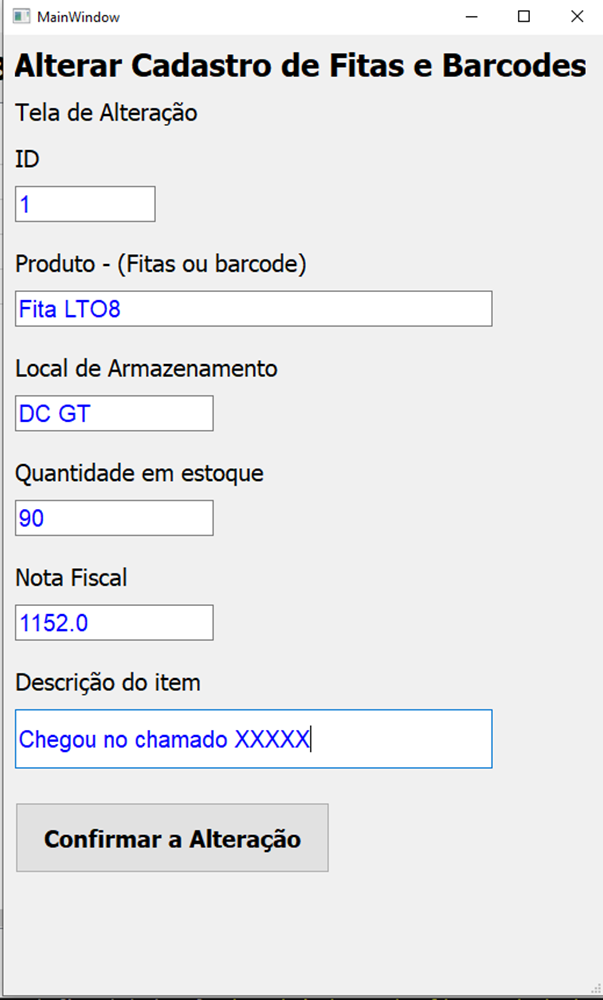 MainWindow
Alterar Cadastro de Fitas e Barcodes
Tela de Alteração
ID
1
Produto - (Fitas ou barcode)
Fita LTO8
Local de Armazenamento
DC GT
Quantidade em estoque
90
Nota Fiscal
1152.0
Descrição do item
Chegou no chamado XXXXX
Confirmar a Alteração